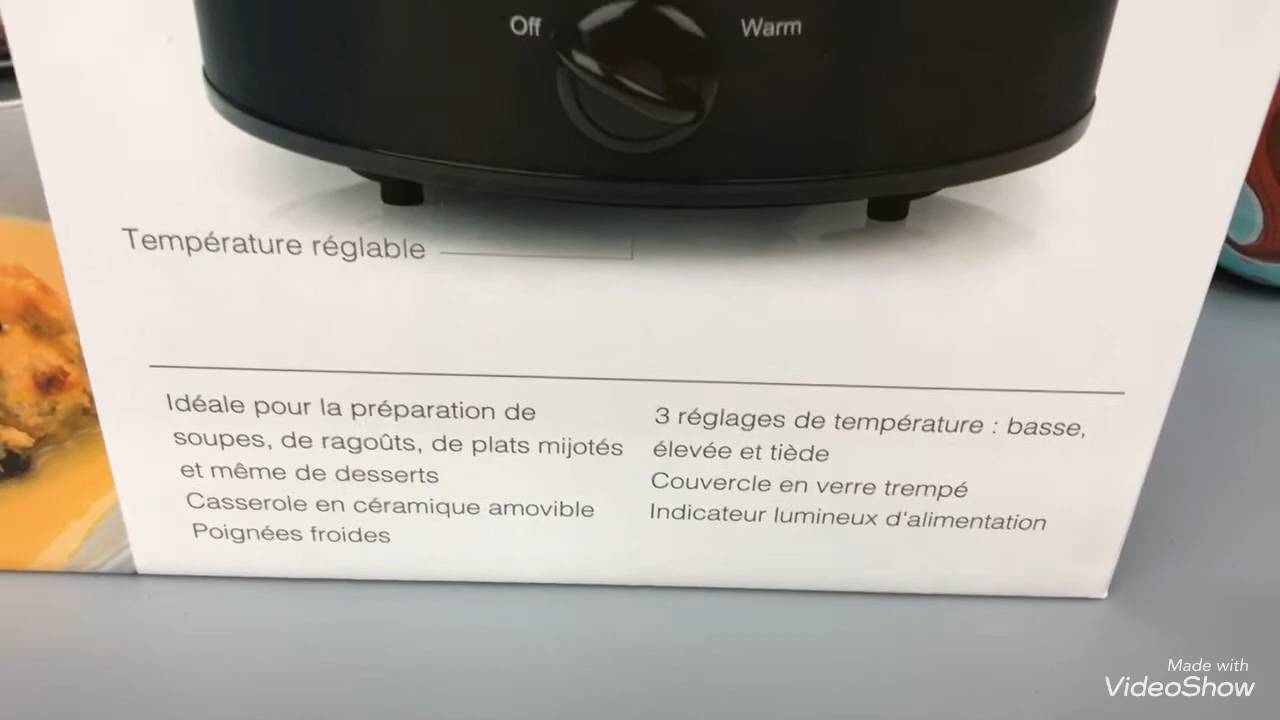 Off
Warm
Température réglable
Idéale pour la préparation de
soupes, de ragoûts, de plats mijotés
et même de desserts
Casserole en céramique amovible
Poignées froides
3 réglages de température : basse,
élevée et tiède
Couvercle en verre trempé
Indicateur lumineux d'alimentation
Made with
VideoShow